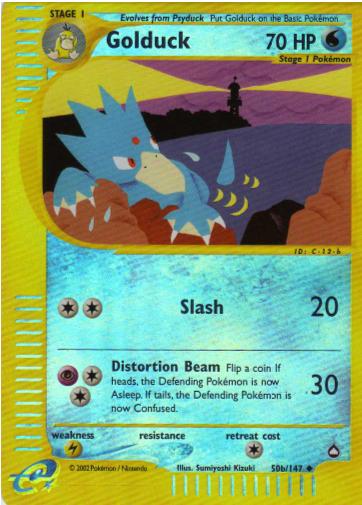 STAGE 1
Evolves from Psyduck Put Golduck on the Basic Pokémon
Golduck 70 HP
Stage 1 Pokémon
ID: C-12-b
Slash 20
Distortion Beam Flip a coin If
heads, the Defending Pokémon is now
Asleep. If tails, the Defending Pokémon is
now Confused.
30
weakness resistance retreat cost
©2002 Pokémon / Nintendo Illus. Sumiyoshi Kizuki 50b/147